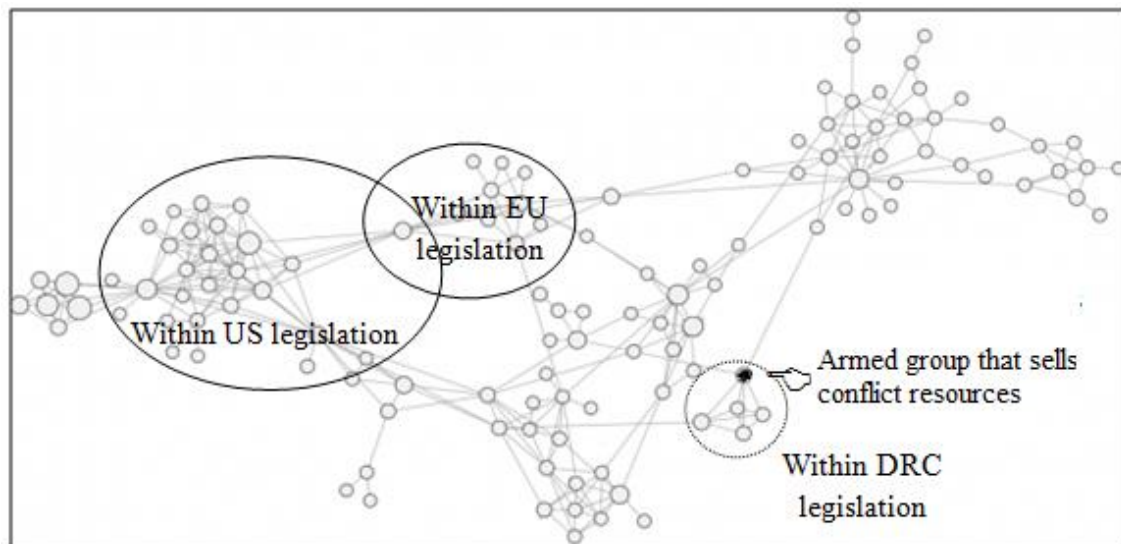 Within EU
legislation
Within US legislation
Armed group that sells
conflict resources
Within DRC
legislation